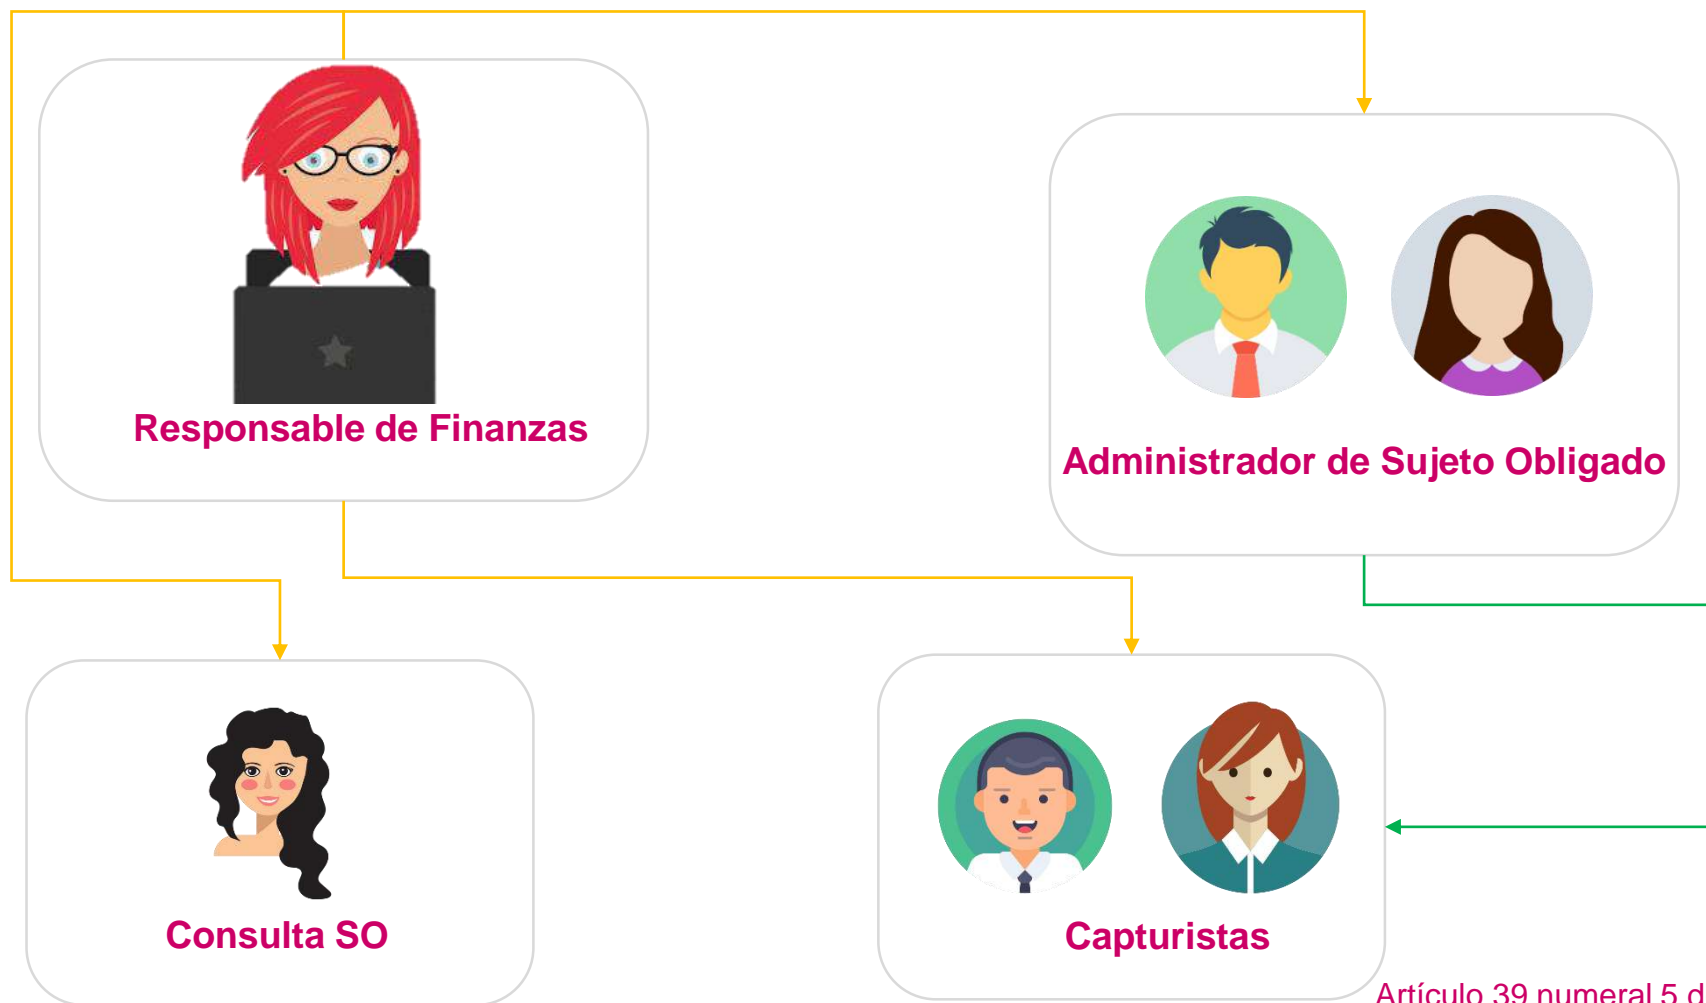 Responsable de Finanzas
Administrador de Sujeto Obligado
Consulta SO
Capturistas
Artículo 39 numeral 5 d